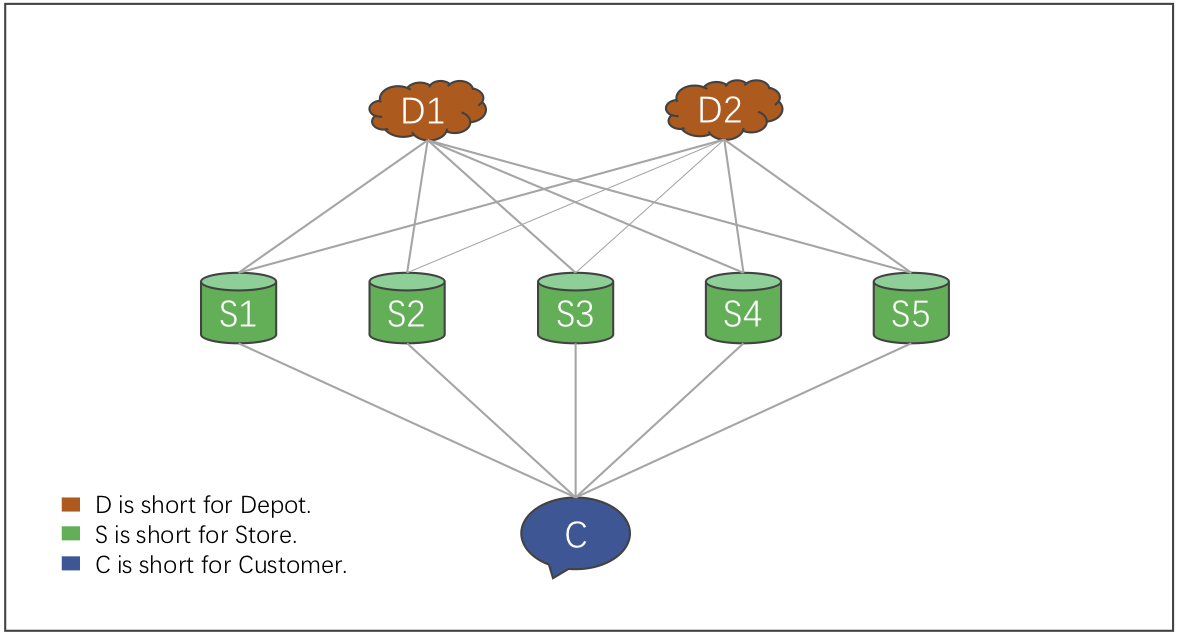 D1 D2
S1 S2 S3 S4 S5
D is short for Depot.
S is short for Store.
C is short for Customer.
C